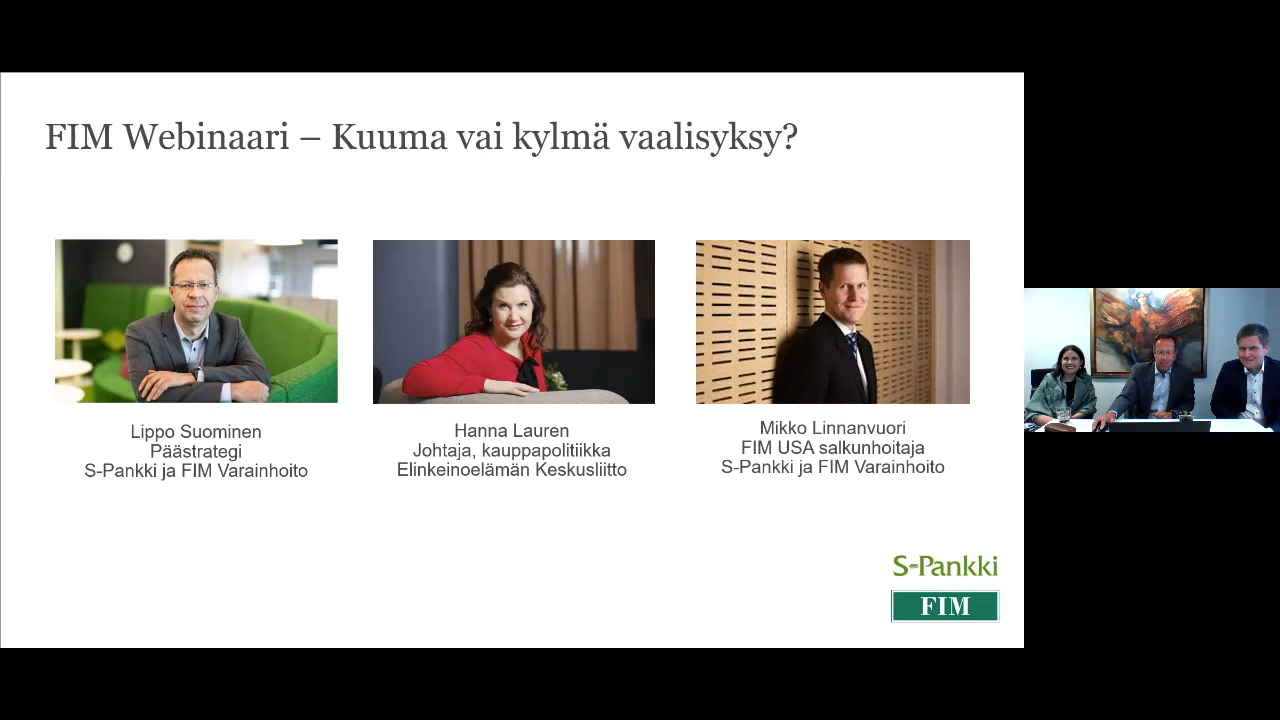 FIM Webinaari – Kuuma vai kylmä vaalisyksy?
Lippo Suominen
Päästrategi
S-Pankki ja FIM Varainhoito
Hanna Lauren
Johtaja, kauppapolitiikka
Elinkeinoelämän Keskusliitto
Mikko Linnanvuori
FIM USA salkunhoitaja
S-Pankki ja FIM Varainhoito
S-Pankki
FIM